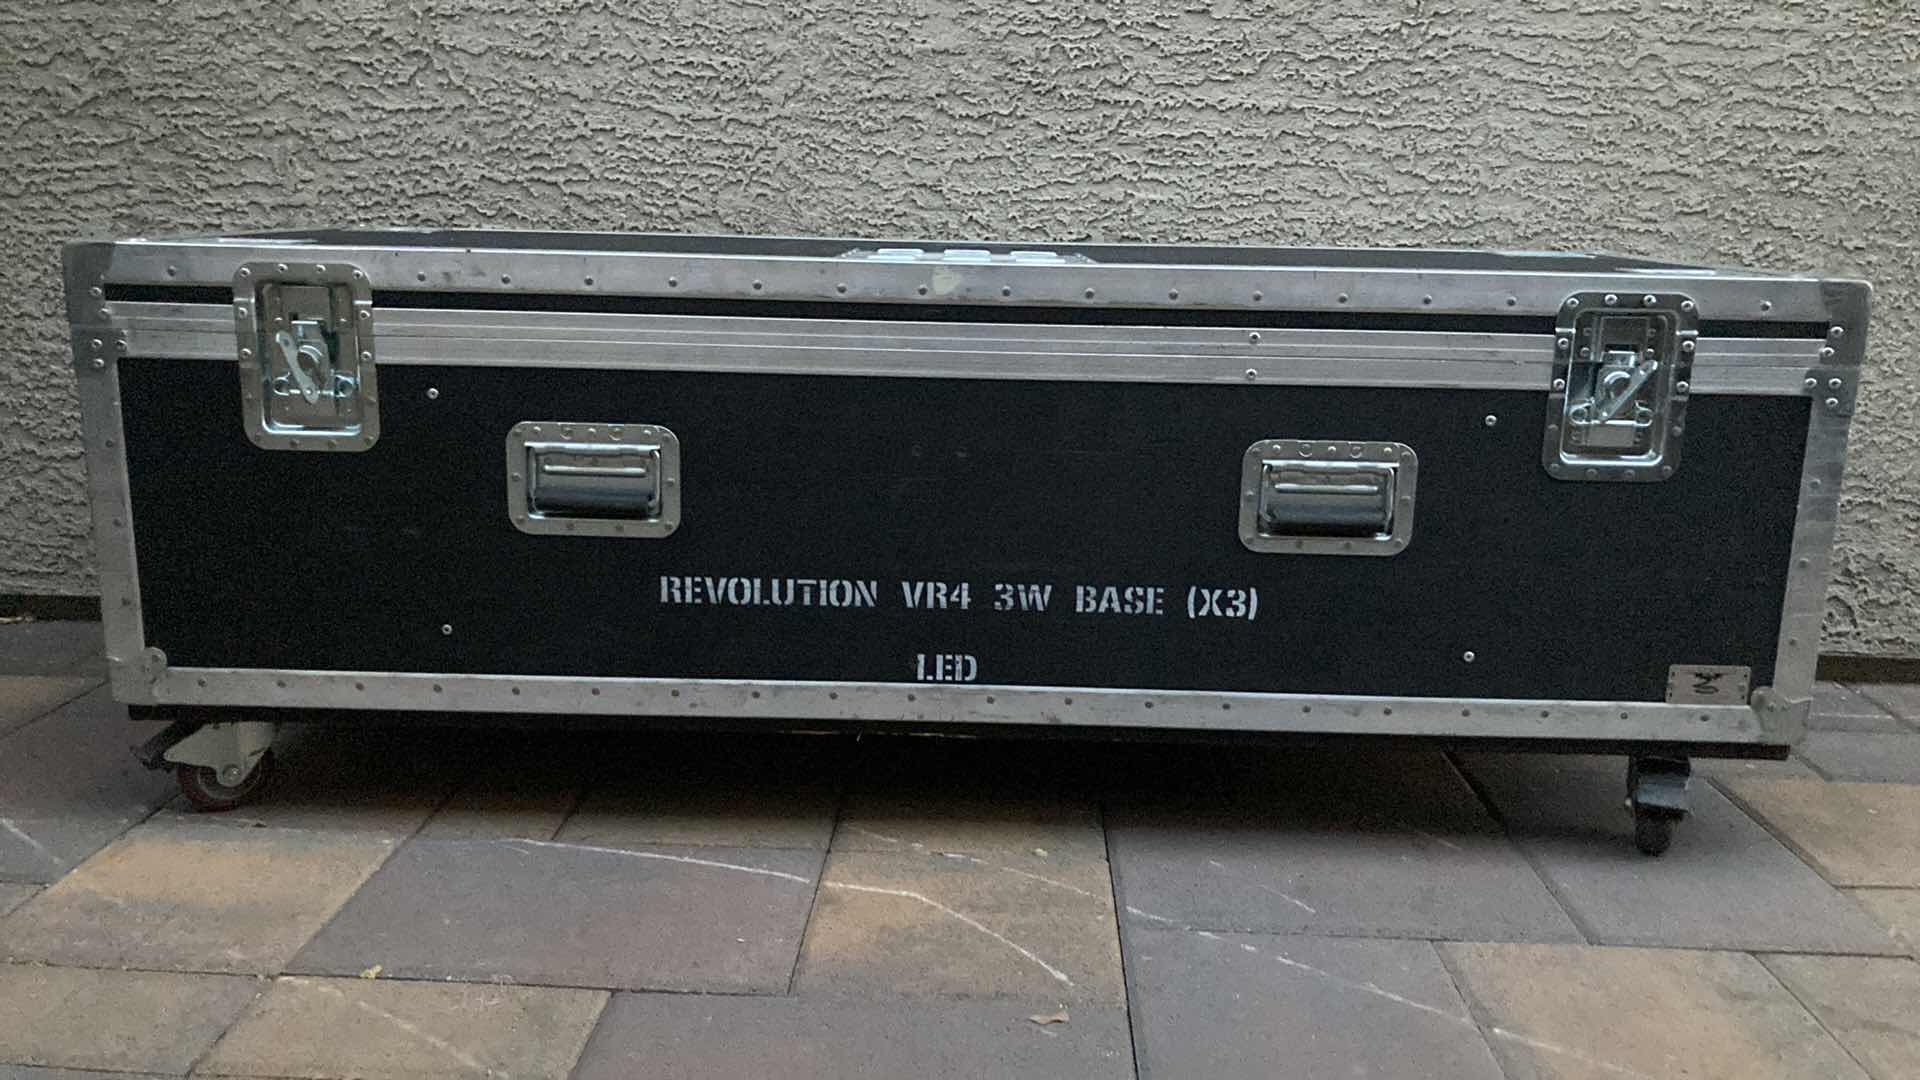 REVOLUTION VR4 3W BASE (X3)
LED